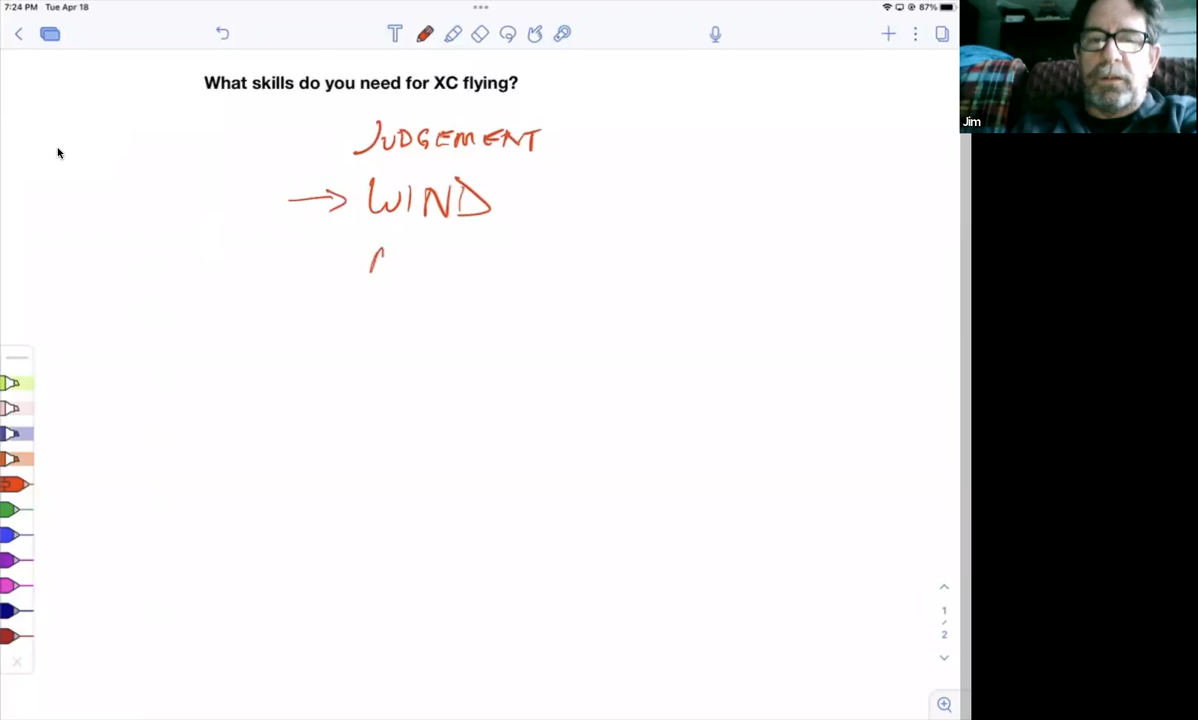 7:24 PM Tue Apr 18
87%
What skills do you need for XC flying?
JUDGEMENT
→ WIND
Jim
1
/
2